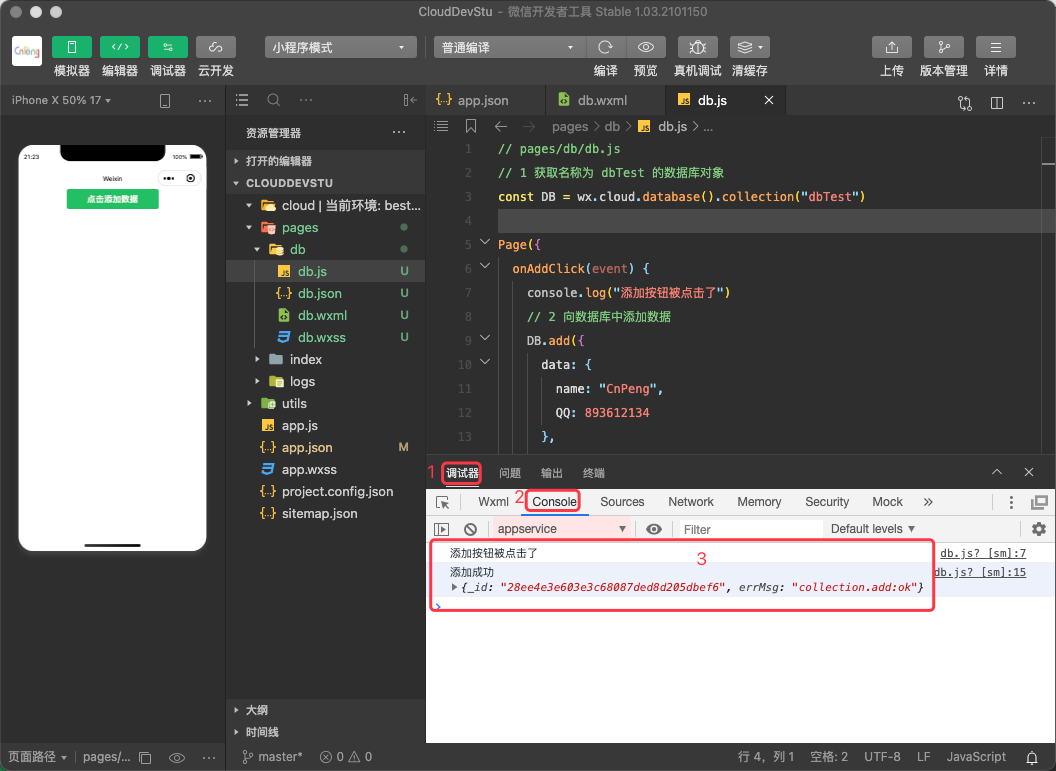 CloudDevStu - 微信开发者工具 Stable 1.03.2101150
CnPeng
模拟器 编辑器 调试器 云开发
小程序模式 普通编译
编译 预览 真机调试 清缓存
上传 版本管理 详情
iPhone X 50% 17
21:23 100%
Weixin
点击添加数据
资源管理器
打开的编辑器
CLOUDDEVSTU
cloud | 当前环境: best...
pages
db
JS db.js U
{..} db.json U
db.wxml U
db.wxss U
index
logs
utils
JS app.js
{..} app.json M
app.wxss
{..} project.config.json
{..} sitemap.json
大纲
时间线
{..} app.json db.wxml JS db.js
pages > db > JS db.js > ...
1 // pages/db/db.js
2 // 1 获取名称为 dbTest 的数据库对象
3 const DB = wx.cloud.database().collection("dbTest")
4
5 Page({
6 onAddClick(event) {
7 console.log("添加按钮被点击了")
8 // 2 向数据库中添加数据
9 DB.add({
10 data: {
11 name: "CnPeng",
12 QQ: 893612134
13 },
1 调试器 问题 输出 终端
Wxml 2 Console Sources Network Memory Security Mock »
appservice Filter Default levels
3
添加按钮被点击了 db.js? [sm]:7
添加成功 db.js? [sm]:15
{_id: "28ee4e3e603e3c68087ded8d205dbef6", errMsg: "collection.add:ok"}
>
页面路径 | pages/... master* 0 0 行 4，列 1 空格: 2 UTF-8 LF JavaScript